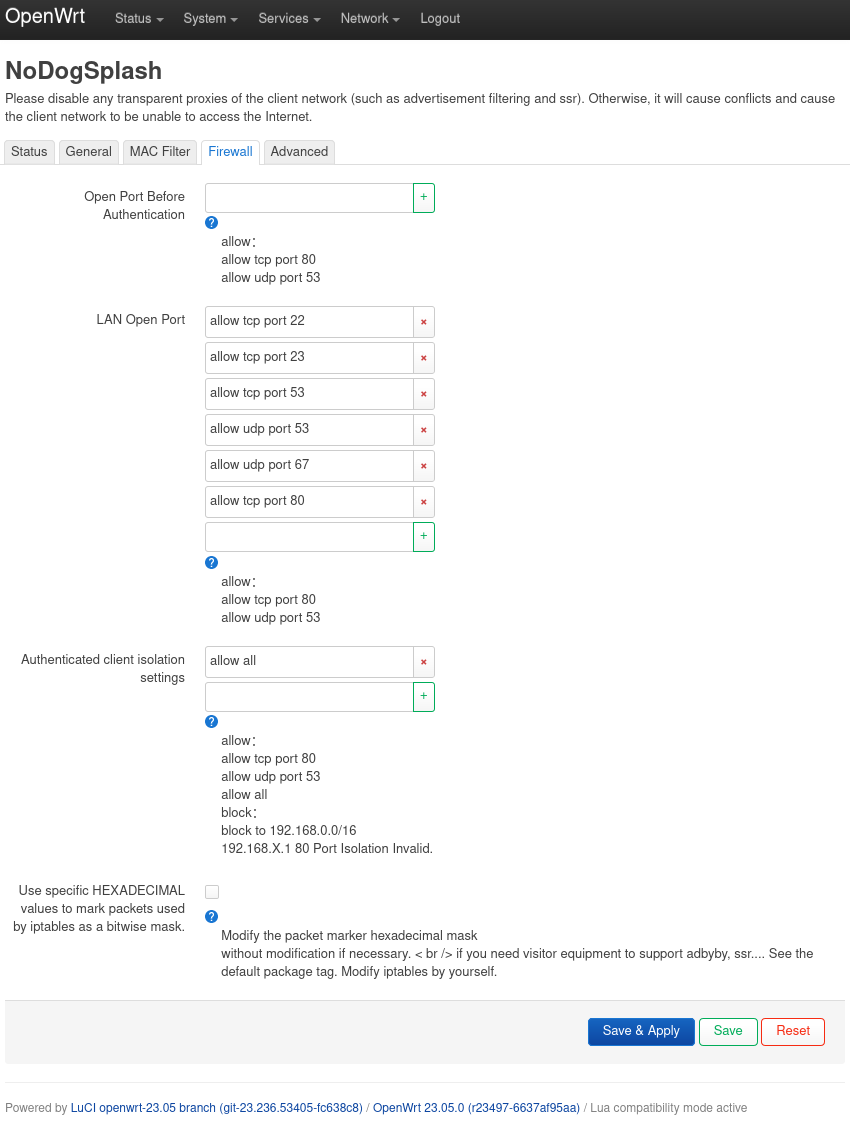 OpenWrt Status System Services Network Logout
NoDogSplash
Please disable any transparent proxies of the client network (such as advertisement filtering and ssr). Otherwise, it will cause conflicts and cause
the client network to be unable to access the Internet.
Status General MAC Filter Firewall Advanced
Open Port Before
Authentication
+
?
allow：
allow tcp port 80
allow udp port 53
LAN Open Port
allow tcp port 22 ×
allow tcp port 23 ×
allow tcp port 53 ×
allow udp port 53 ×
allow udp port 67 ×
allow tcp port 80 ×
+
?
allow：
allow tcp port 80
allow udp port 53
Authenticated client isolation
settings
allow all ×
+
?
allow：
allow tcp port 80
allow udp port 53
allow all
block：
block to 192.168.0.0/16
192.168.X.1 80 Port Isolation Invalid.
Use specific HEXADECIMAL
values to mark packets used
by iptables as a bitwise mask.
?
Modify the packet marker hexadecimal mask
without modification if necessary. < br /> if you need visitor equipment to support adbyby, ssr.... See the
default package tag. Modify iptables by yourself.
Save & Apply Save Reset
Powered by LuCI openwrt-23.05 branch (git-23.236.53405-fc638c8) / OpenWrt 23.05.0 (r23497-6637af95aa) / Lua compatibility mode active